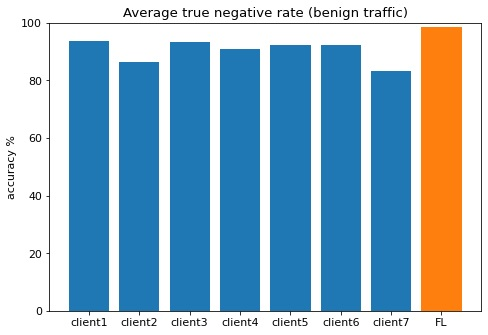 Average true negative rate (benign traffic)
accuracy %
100
80
60
40
20
0
client1 client2 client3 client4 client5 client6 client7 FL